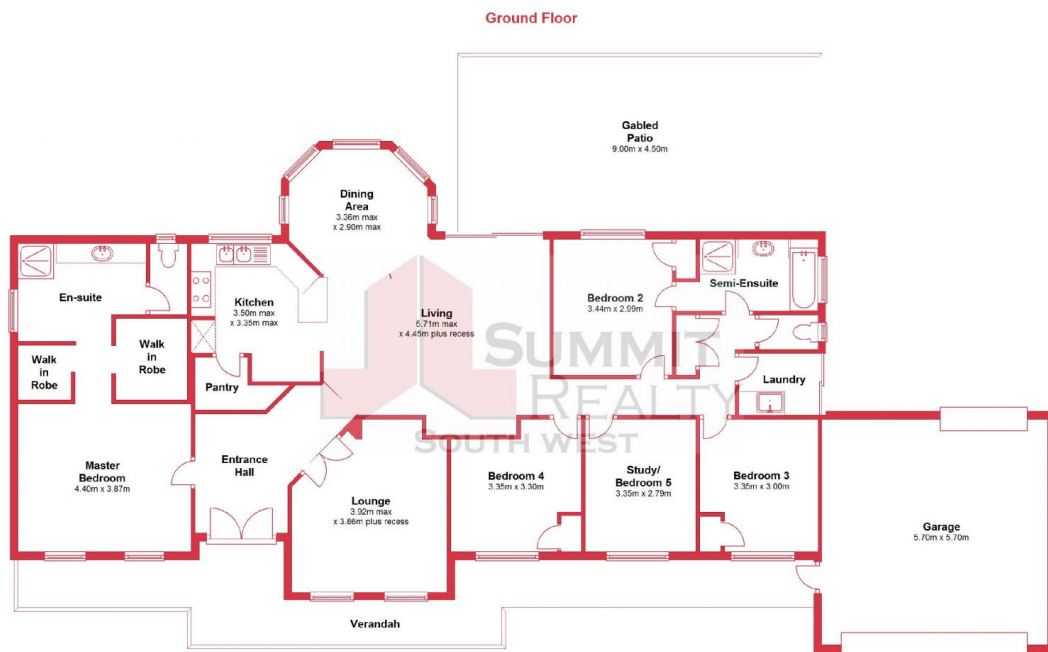 Ground Floor
Gabled
Patio
9.00m x 4.50m
Dining
Area
3.36m max
x 2.90m max
En-suite
Kitchen
3.50m max
x 3.35m max
Living
5.71m max
x 4.45m plus recess
Bedroom 2
3.44m x 2.99m
Semi-Ensuite
Walk
in
Robe
Walk
in
Robe
Pantry
Laundry
SUMMIT
REALTY
SOUTH WEST
Master
Bedroom
4.40m x 3.87m
Entrance
Hall
Lounge
3.92m max
x 3.86m plus recess
Bedroom 4
3.35m x 3.30m
Study/
Bedroom 5
3.35m x 2.79m
Bedroom 3
3.35m x 3.00m
Garage
5.70m x 5.70m
Verandah